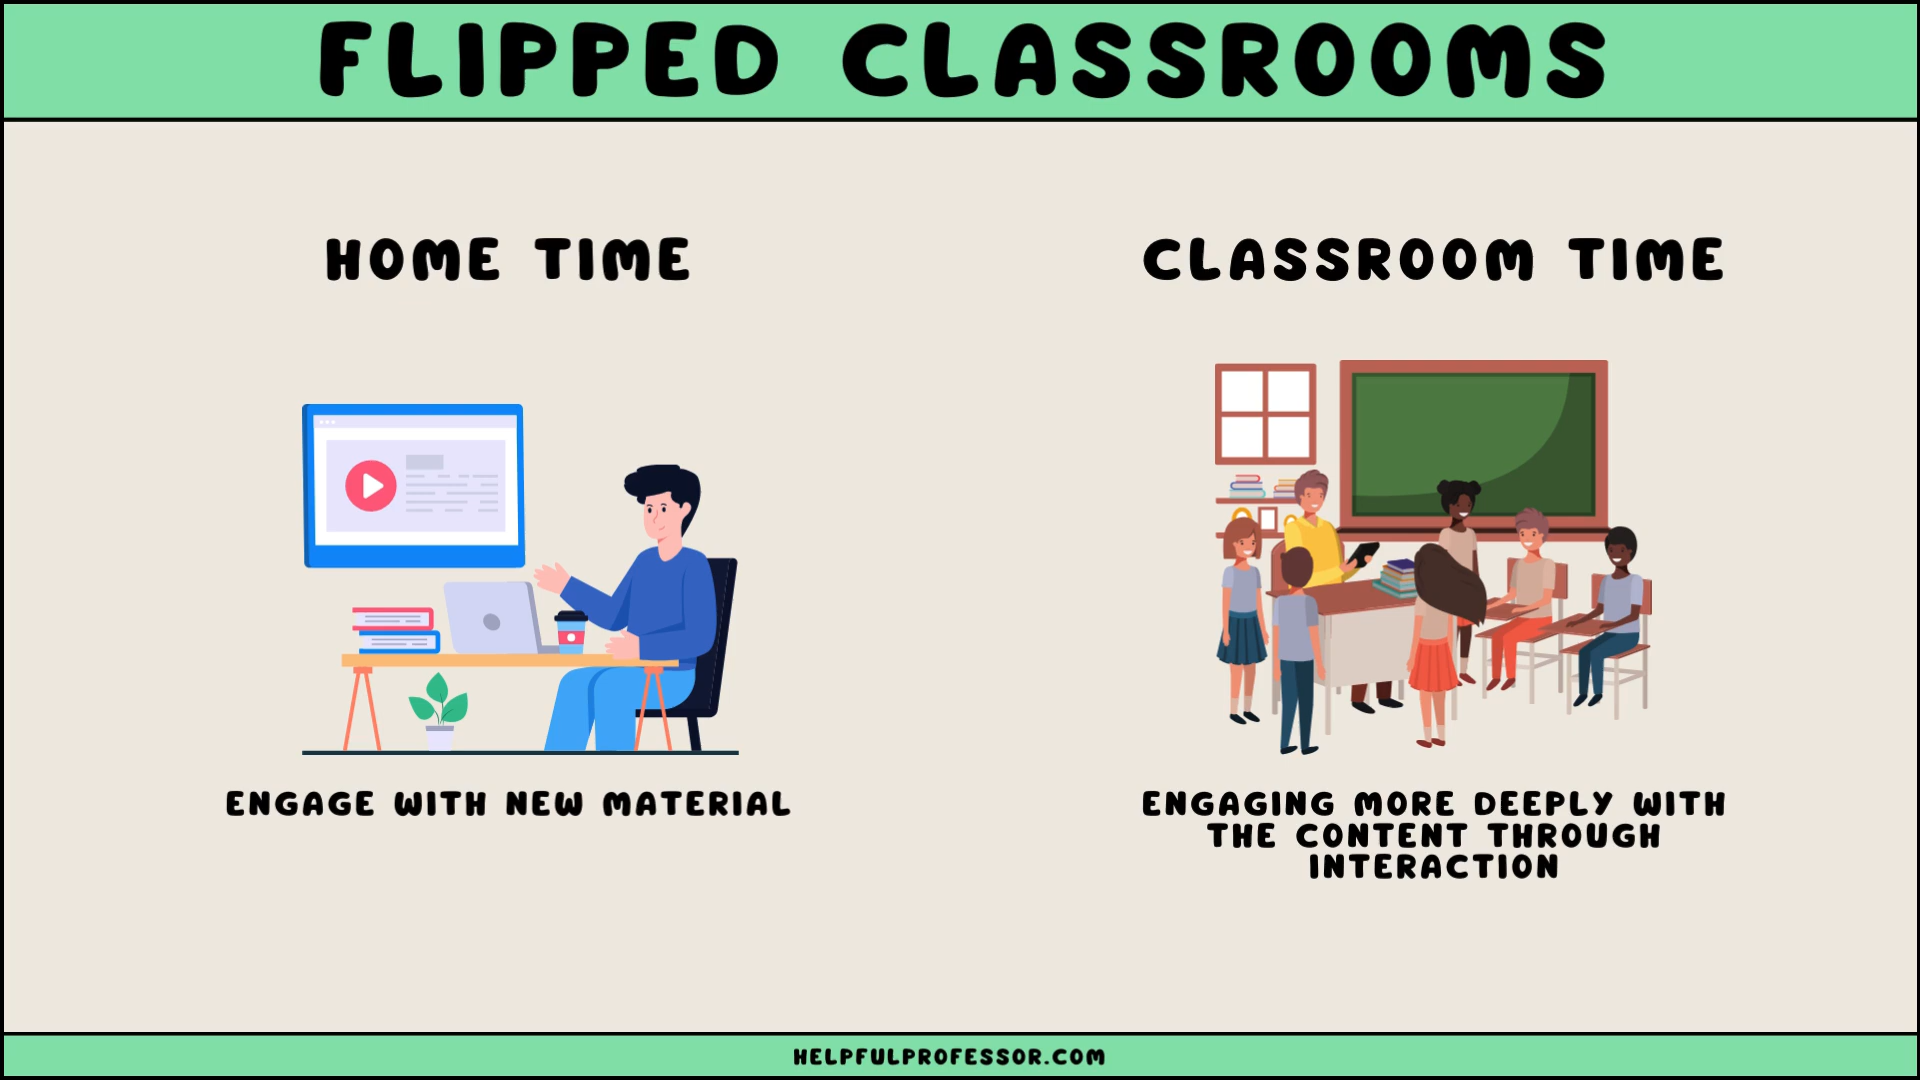 FLIPPED CLASSROOMS
HOME TIME
CLASSROOM TIME
ENGAGE WITH NEW MATERIAL
ENGAGING MORE DEEPLY WITH
THE CONTENT THROUGH
INTERACTION
HELPFULPROFESSOR.COM